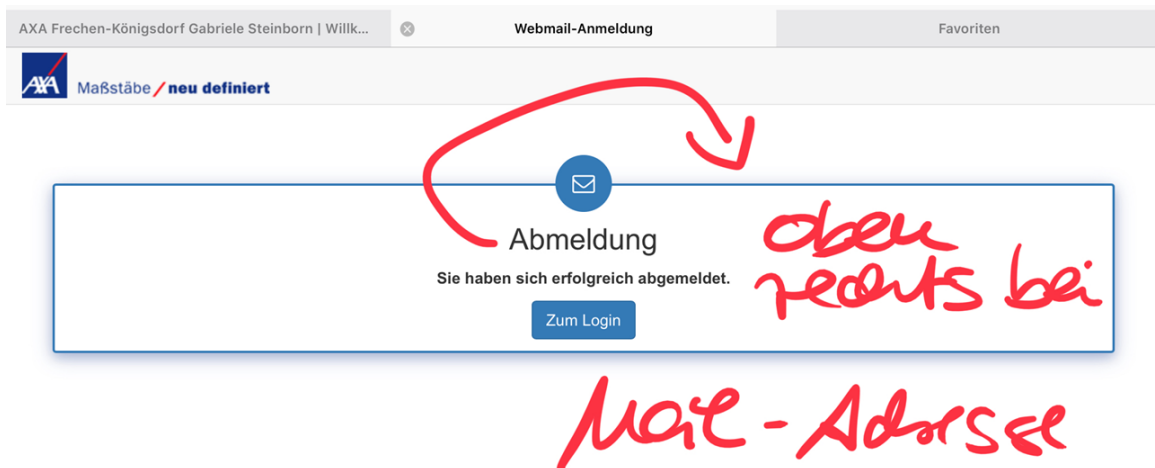 AXA Frechen-Königsdorf Gabriele Steinborn | Willk...
Webmail-Anmeldung
Favoriten
AXA
Maßstäbe / neu definiert
Abmeldung
Sie haben sich erfolgreich abgemeldet.
Zum Login
oben
rechts bei
Mail-Adresse